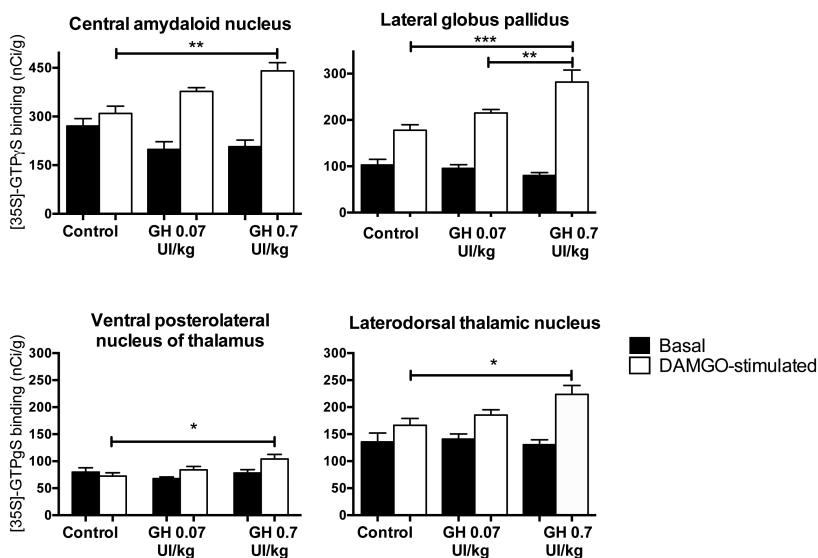 Central amydaloid nucleus
[35S]-GTPγS binding (nCi/g)
450
300
150
0
**
Control
GH 0.07
UI/kg
GH 0.7
UI/kg
Lateral globus pallidus
300
200
100
0
***
**
Control
GH 0.07
UI/kg
GH 0.7
UI/kg
Ventral posterolateral
nucleus of thalamus
[35S]-GTPgS binding (nCi/g)
300
250
200
150
100
50
0
*
Control
GH 0.07
UI/kg
GH 0.7
UI/kg
Laterodorsal thalamic nucleus
300
250
200
150
100
50
0
*
Control
GH 0.07
UI/kg
GH 0.7
UI/kg
Basal
DAMGO-stimulated